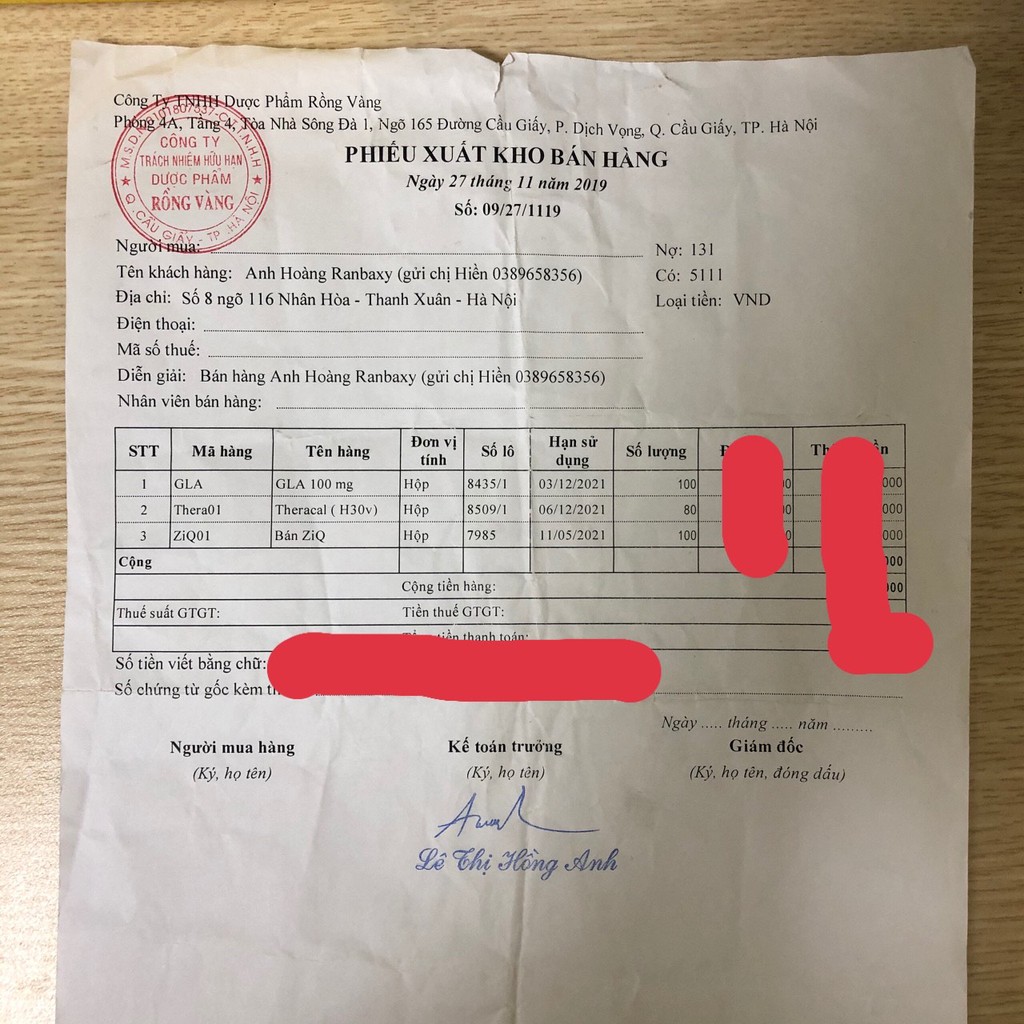 Công Ty TNHH Dược Phẩm Rồng Vàng
Phòng 4A, Tầng 4, Tòa Nhà Sông Đà 1, Ngõ 165 Đường Cầu Giấy, P. Dịch Vọng, Q. Cầu Giấy, TP. Hà Nội
CÔNG TY
TRÁCH NHIỆM HỮU HẠN
DƯỢC PHẨM
RỒNG VÀNG
Q. CẦU GIẤY - TP. HÀ NỘI
PHIẾU XUẤT KHO BÁN HÀNG
Ngày 27 tháng 11 năm 2019
Số: 09/27/1119
Người mua: Nợ: 131
Tên khách hàng: Anh Hoàng Ranbaxy (gửi chị Hiền 0389658356) Có: 5111
Địa chỉ: Số 8 ngõ 116 Nhân Hòa - Thanh Xuân - Hà Nội Loại tiền: VND
Điện thoại:
Mã số thuế:
Diễn giải: Bán hàng Anh Hoàng Ranbaxy (gửi chị Hiền 0389658356)
Nhân viên bán hàng:
STT Mã hàng Tên hàng Đơn vị tính Số lô Hạn sử dụng Số lượng
1 GLA GLA 100 mg Hộp 8435/1 03/12/2021 100
2 Thera01 Theracal ( H30v) Hộp 8509/1 06/12/2021 80
3 ZiQ01 Bán ZiQ Hộp 7985 11/05/2021 100
Cộng
Cộng tiền hàng:
Thuế suất GTGT: Tiền thuế GTGT:
tiền thanh toán:
Số tiền viết bằng chữ:
Số chứng từ gốc kèm
Ngày ..... tháng ..... năm .........
Người mua hàng Kế toán trưởng Giám đốc
(Ký, họ tên) (Ký, họ tên) (Ký, họ tên, đóng dấu)
Lê Thị Hồng Anh